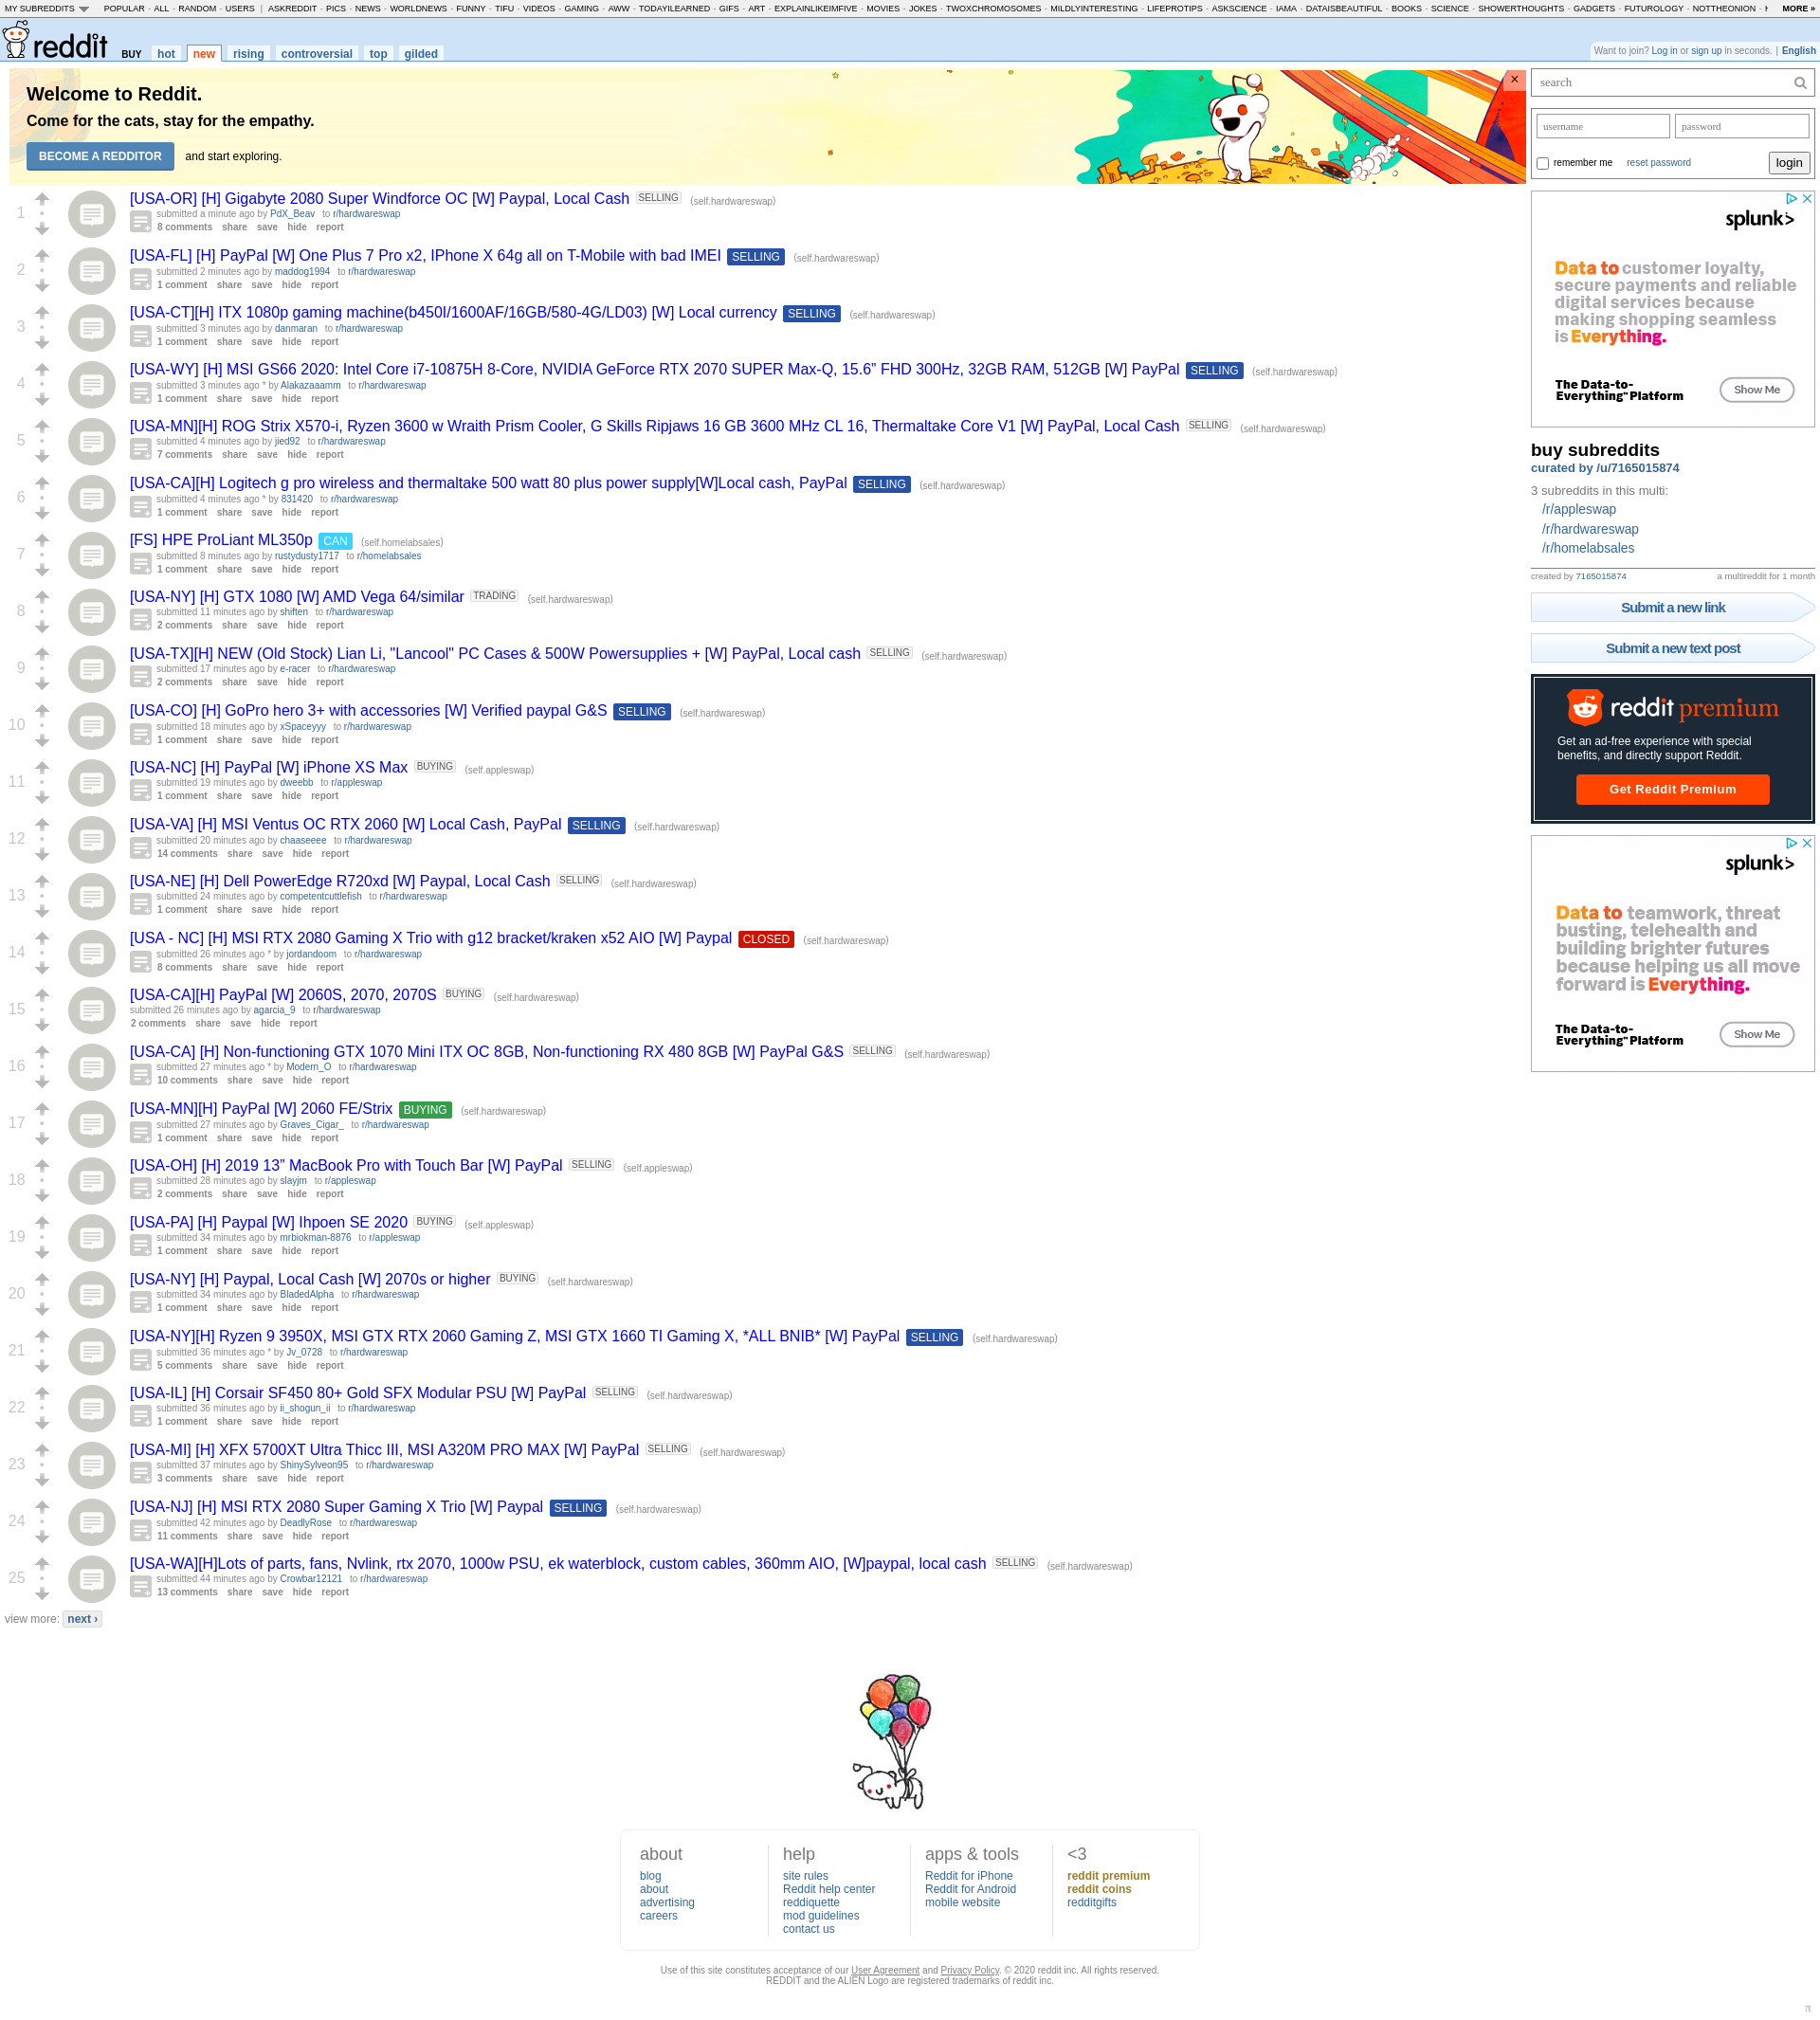 MY SUBREDDITS POPULAR - ALL - RANDOM - USERS | ASKREDDIT - PICS - NEWS - WORLDNEWS - FUNNY - TIFU - VIDEOS - GAMING - AWW - TODAYILEARNED - GIFS - ART - EXPLAINLIKEIMFIVE - MOVIES - JOKES - TWOXCHROMOSOMES - MILDLYINTERESTING - LIFEPROTIPS - ASKSCIENCE - IAMA - DATAISBEAUTIFUL - BOOKS - SCIENCE - SHOWERTHOUGHTS - GADGETS - FUTUROLOGY - NOTTHEONION - MORE »
reddit BUY hot new rising controversial top gilded
Want to join? Log in or sign up in seconds. | English
Welcome to Reddit.
Come for the cats, stay for the empathy.
BECOME A REDDITOR and start exploring.
×
1
[USA-OR] [H] Gigabyte 2080 Super Windforce OC [W] Paypal, Local Cash SELLING (self.hardwareswap)
submitted a minute ago by PdX_Beav to r/hardwareswap
8 comments share save hide report
2
[USA-FL] [H] PayPal [W] One Plus 7 Pro x2, IPhone X 64g all on T-Mobile with bad IMEI SELLING (self.hardwareswap)
submitted 2 minutes ago by maddog1994 to r/hardwareswap
1 comment share save hide report
3
[USA-CT][H] ITX 1080p gaming machine(b450I/1600AF/16GB/580-4G/LD03) [W] Local currency SELLING (self.hardwareswap)
submitted 3 minutes ago by danmaran to r/hardwareswap
1 comment share save hide report
4
[USA-WY] [H] MSI GS66 2020: Intel Core i7-10875H 8-Core, NVIDIA GeForce RTX 2070 SUPER Max-Q, 15.6” FHD 300Hz, 32GB RAM, 512GB [W] PayPal SELLING (self.hardwareswap)
submitted 3 minutes ago * by Alakazaaamm to r/hardwareswap
1 comment share save hide report
5
[USA-MN][H] ROG Strix X570-i, Ryzen 3600 w Wraith Prism Cooler, G Skills Ripjaws 16 GB 3600 MHz CL 16, Thermaltake Core V1 [W] PayPal, Local Cash SELLING (self.hardwareswap)
submitted 4 minutes ago by jied92 to r/hardwareswap
7 comments share save hide report
6
[USA-CA][H] Logitech g pro wireless and thermaltake 500 watt 80 plus power supply[W]Local cash, PayPal SELLING (self.hardwareswap)
submitted 4 minutes ago * by 831420 to r/hardwareswap
1 comment share save hide report
7
[FS] HPE ProLiant ML350p CAN (self.homelabsales)
submitted 8 minutes ago by rustydusty1717 to r/homelabsales
1 comment share save hide report
8
[USA-NY] [H] GTX 1080 [W] AMD Vega 64/similar TRADING (self.hardwareswap)
submitted 11 minutes ago by shiften to r/hardwareswap
2 comments share save hide report
9
[USA-TX][H] NEW (Old Stock) Lian Li, "Lancool" PC Cases & 500W Powersupplies + [W] PayPal, Local cash SELLING (self.hardwareswap)
submitted 17 minutes ago by e-racer to r/hardwareswap
2 comments share save hide report
10
[USA-CO] [H] GoPro hero 3+ with accessories [W] Verified paypal G&S SELLING (self.hardwareswap)
submitted 18 minutes ago by xSpaceyyy to r/hardwareswap
1 comment share save hide report
11
[USA-NC] [H] PayPal [W] iPhone XS Max BUYING (self.appleswap)
submitted 19 minutes ago by dweebb to r/appleswap
1 comment share save hide report
12
[USA-VA] [H] MSI Ventus OC RTX 2060 [W] Local Cash, PayPal SELLING (self.hardwareswap)
submitted 20 minutes ago by chaaseeee to r/hardwareswap
14 comments share save hide report
13
[USA-NE] [H] Dell PowerEdge R720xd [W] Paypal, Local Cash SELLING (self.hardwareswap)
submitted 24 minutes ago by competentcuttlefish to r/hardwareswap
1 comment share save hide report
14
[USA - NC] [H] MSI RTX 2080 Gaming X Trio with g12 bracket/kraken x52 AIO [W] Paypal CLOSED (self.hardwareswap)
submitted 26 minutes ago * by jordandoom to r/hardwareswap
8 comments share save hide report
15
[USA-CA][H] PayPal [W] 2060S, 2070, 2070S BUYING (self.hardwareswap)
submitted 26 minutes ago by agarcia_9 to r/hardwareswap
2 comments share save hide report
16
[USA-CA] [H] Non-functioning GTX 1070 Mini ITX OC 8GB, Non-functioning RX 480 8GB [W] PayPal G&S SELLING (self.hardwareswap)
submitted 27 minutes ago * by Modern_O to r/hardwareswap
10 comments share save hide report
17
[USA-MN][H] PayPal [W] 2060 FE/Strix BUYING (self.hardwareswap)
submitted 27 minutes ago by Graves_Cigar_ to r/hardwareswap
1 comment share save hide report
18
[USA-OH] [H] 2019 13” MacBook Pro with Touch Bar [W] PayPal SELLING (self.appleswap)
submitted 28 minutes ago by slayjm to r/appleswap
2 comments share save hide report
19
[USA-PA] [H] Paypal [W] Ihpoen SE 2020 BUYING (self.appleswap)
submitted 34 minutes ago by mrbiokman-8876 to r/appleswap
1 comment share save hide report
20
[USA-NY] [H] Paypal, Local Cash [W] 2070s or higher BUYING (self.hardwareswap)
submitted 34 minutes ago by BladedAlpha to r/hardwareswap
1 comment share save hide report
21
[USA-NY][H] Ryzen 9 3950X, MSI GTX RTX 2060 Gaming Z, MSI GTX 1660 TI Gaming X, *ALL BNIB* [W] PayPal SELLING (self.hardwareswap)
submitted 36 minutes ago * by Jv_0728 to r/hardwareswap
5 comments share save hide report
22
[USA-IL] [H] Corsair SF450 80+ Gold SFX Modular PSU [W] PayPal SELLING (self.hardwareswap)
submitted 36 minutes ago by ii_shogun_ii to r/hardwareswap
1 comment share save hide report
23
[USA-MI] [H] XFX 5700XT Ultra Thicc III, MSI A320M PRO MAX [W] PayPal SELLING (self.hardwareswap)
submitted 37 minutes ago by ShinySylveon95 to r/hardwareswap
3 comments share save hide report
24
[USA-NJ] [H] MSI RTX 2080 Super Gaming X Trio [W] Paypal SELLING (self.hardwareswap)
submitted 42 minutes ago by DeadlyRose to r/hardwareswap
11 comments share save hide report
25
[USA-WA][H]Lots of parts, fans, Nvlink, rtx 2070, 1000w PSU, ek waterblock, custom cables, 360mm AIO, [W]paypal, local cash SELLING (self.hardwareswap)
submitted 44 minutes ago by Crowbar12121 to r/hardwareswap
13 comments share save hide report
view more: next ›
search
username password
remember me reset password login
splunk>
Data to customer loyalty,
secure payments and reliable
digital services because
making shopping seamless
is Everything.
The Data-to-
Everything™ Platform
Show Me
buy subreddits
curated by /u/7165015874
3 subreddits in this multi:
/r/appleswap
/r/hardwareswap
/r/homelabsales
created by 7165015874 a multireddit for 1 month
Submit a new link
Submit a new text post
reddit premium
Get an ad-free experience with special
benefits, and directly support Reddit.
Get Reddit Premium
splunk>
Data to teamwork, threat
busting, telehealth and
building brighter futures
because helping us all move
forward is Everything.
The Data-to-
Everything™ Platform
Show Me
about
blog
about
advertising
careers
help
site rules
Reddit help center
reddiquette
mod guidelines
contact us
apps & tools
Reddit for iPhone
Reddit for Android
mobile website
<3
reddit premium
reddit coins
redditgifts
Use of this site constitutes acceptance of our User Agreement and Privacy Policy. © 2020 reddit inc. All rights reserved.
REDDIT and the ALIEN Logo are registered trademarks of reddit inc.
π